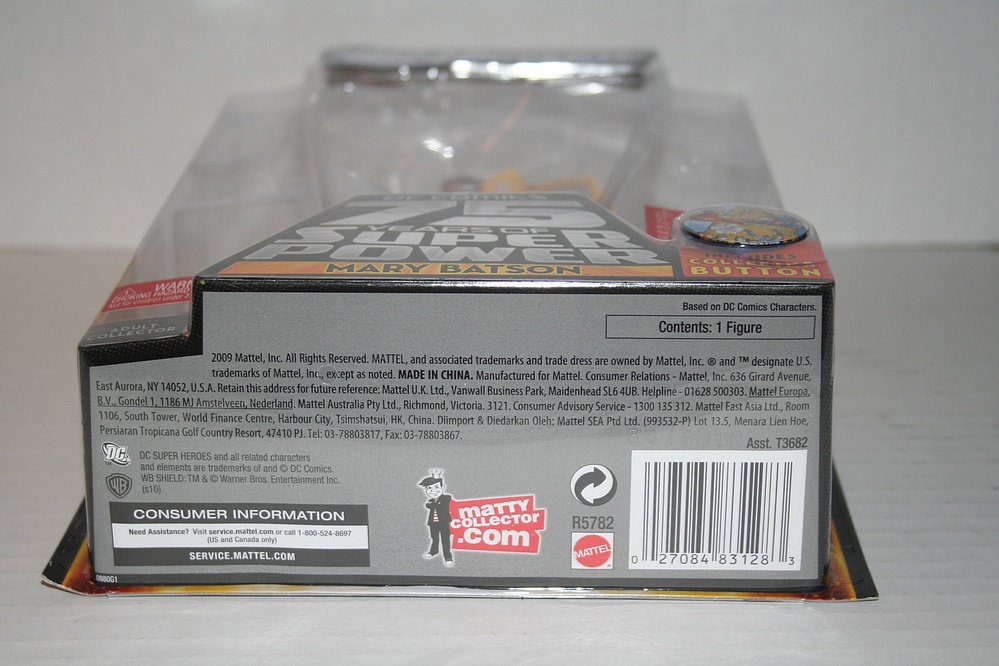 DC COMICS
75
YEARS OF
SUPER
POWER
MARY BATSON
INCLUDES
COLLECTIBLE
BUTTON
WARN
CHOKING HAZARD
Not for children under 3
ADULT
COLLECTOR
Based on DC Comics Characters.
Contents: 1 Figure
2009 Mattel, Inc. All Rights Reserved. MATTEL, and associated trademarks and trade dress are owned by Mattel, Inc. ® and ™ designate U.S.
trademarks of Mattel, Inc., except as noted. MADE IN CHINA. Manufactured for Mattel. Consumer Relations - Mattel, Inc. 636 Girard Avenue,
East Aurora, NY 14052, U.S.A. Retain this address for future reference: Mattel U.K. Ltd., Vanwall Business Park, Maidenhead SL6 4UB. Helpline - 01628 500303. Mattel Europa,
B.V., Gondel 1, 1186 MJ Amstelveen, Nederland. Mattel Australia Pty Ltd., Richmond, Victoria. 3121. Consumer Advisory Service - 1300 135 312. Mattel East Asia Ltd., Room
1106, South Tower, World Finance Centre, Harbour City, Tsimshatsui, HK, China. Diimport & Diedarkan Oleh: Mattel SEA Ptd Ltd. (993532-P) Lot 13.5, Menara Lien Hoe,
Persiaran Tropicana Golf Country Resort, 47410 PJ. Tel: 03-78803817, Fax: 03-78803867.
Asst. T3682
DC
DC SUPER HEROES and all related characters
and elements are trademarks of and © DC Comics.
WB SHIELD: TM & © Warner Bros. Entertainment Inc.
(s10)
WB
CONSUMER INFORMATION
Need Assistance? Visit service.mattel.com or call 1-800-524-8697
(US and Canada only)
SERVICE.MATTEL.COM
0980G1
matty
COLLECTOR
.com
R5782
MATTEL
0 27084 83128 3